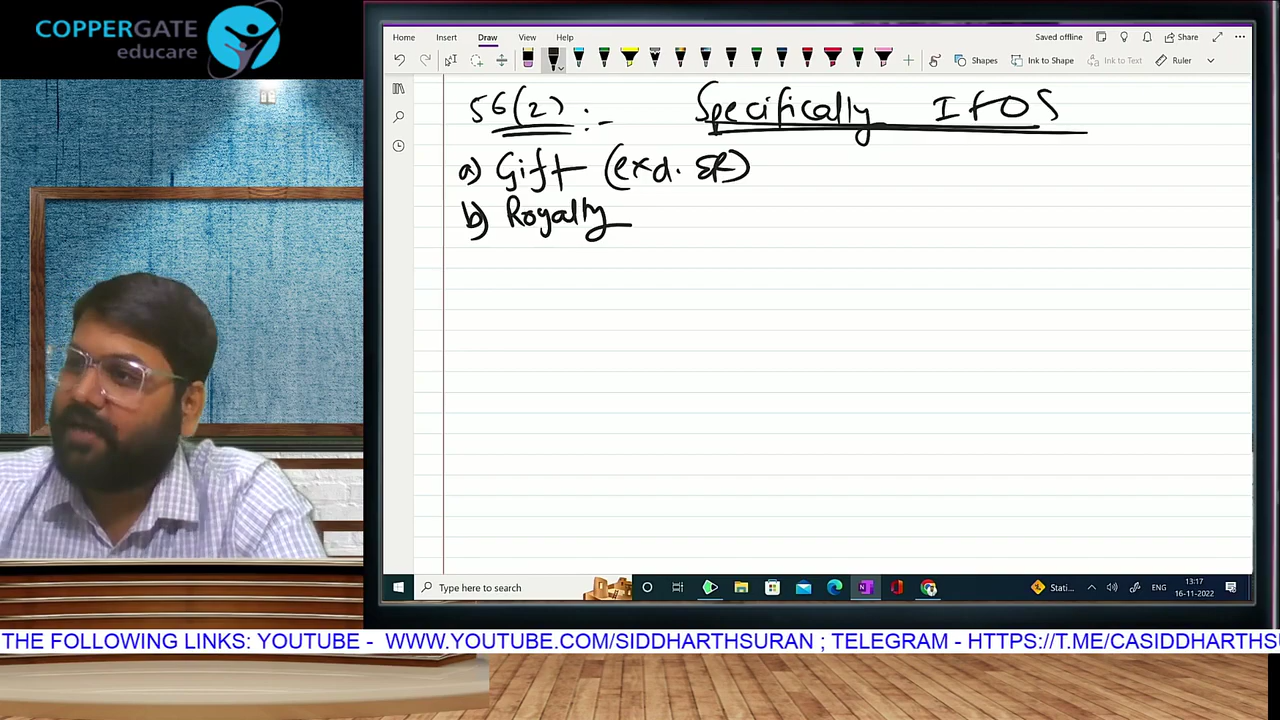 COPPERGATE
educare
Home Insert Draw View Help
Saved offline
Share
Shapes Ink to Shape Ink to Text Ruler
56(2) :- Specifically IFOS
a) Gift (exd. SR)
b) Royalty
Type here to search
Stati...
ENG
13:17
16-11-2022
THE FOLLOWING LINKS: YOUTUBE - WWW.YOUTUBE.COM/SIDDHARTHSURAN ; TELEGRAM - HTTPS://T.ME/CASIDDHARTHS